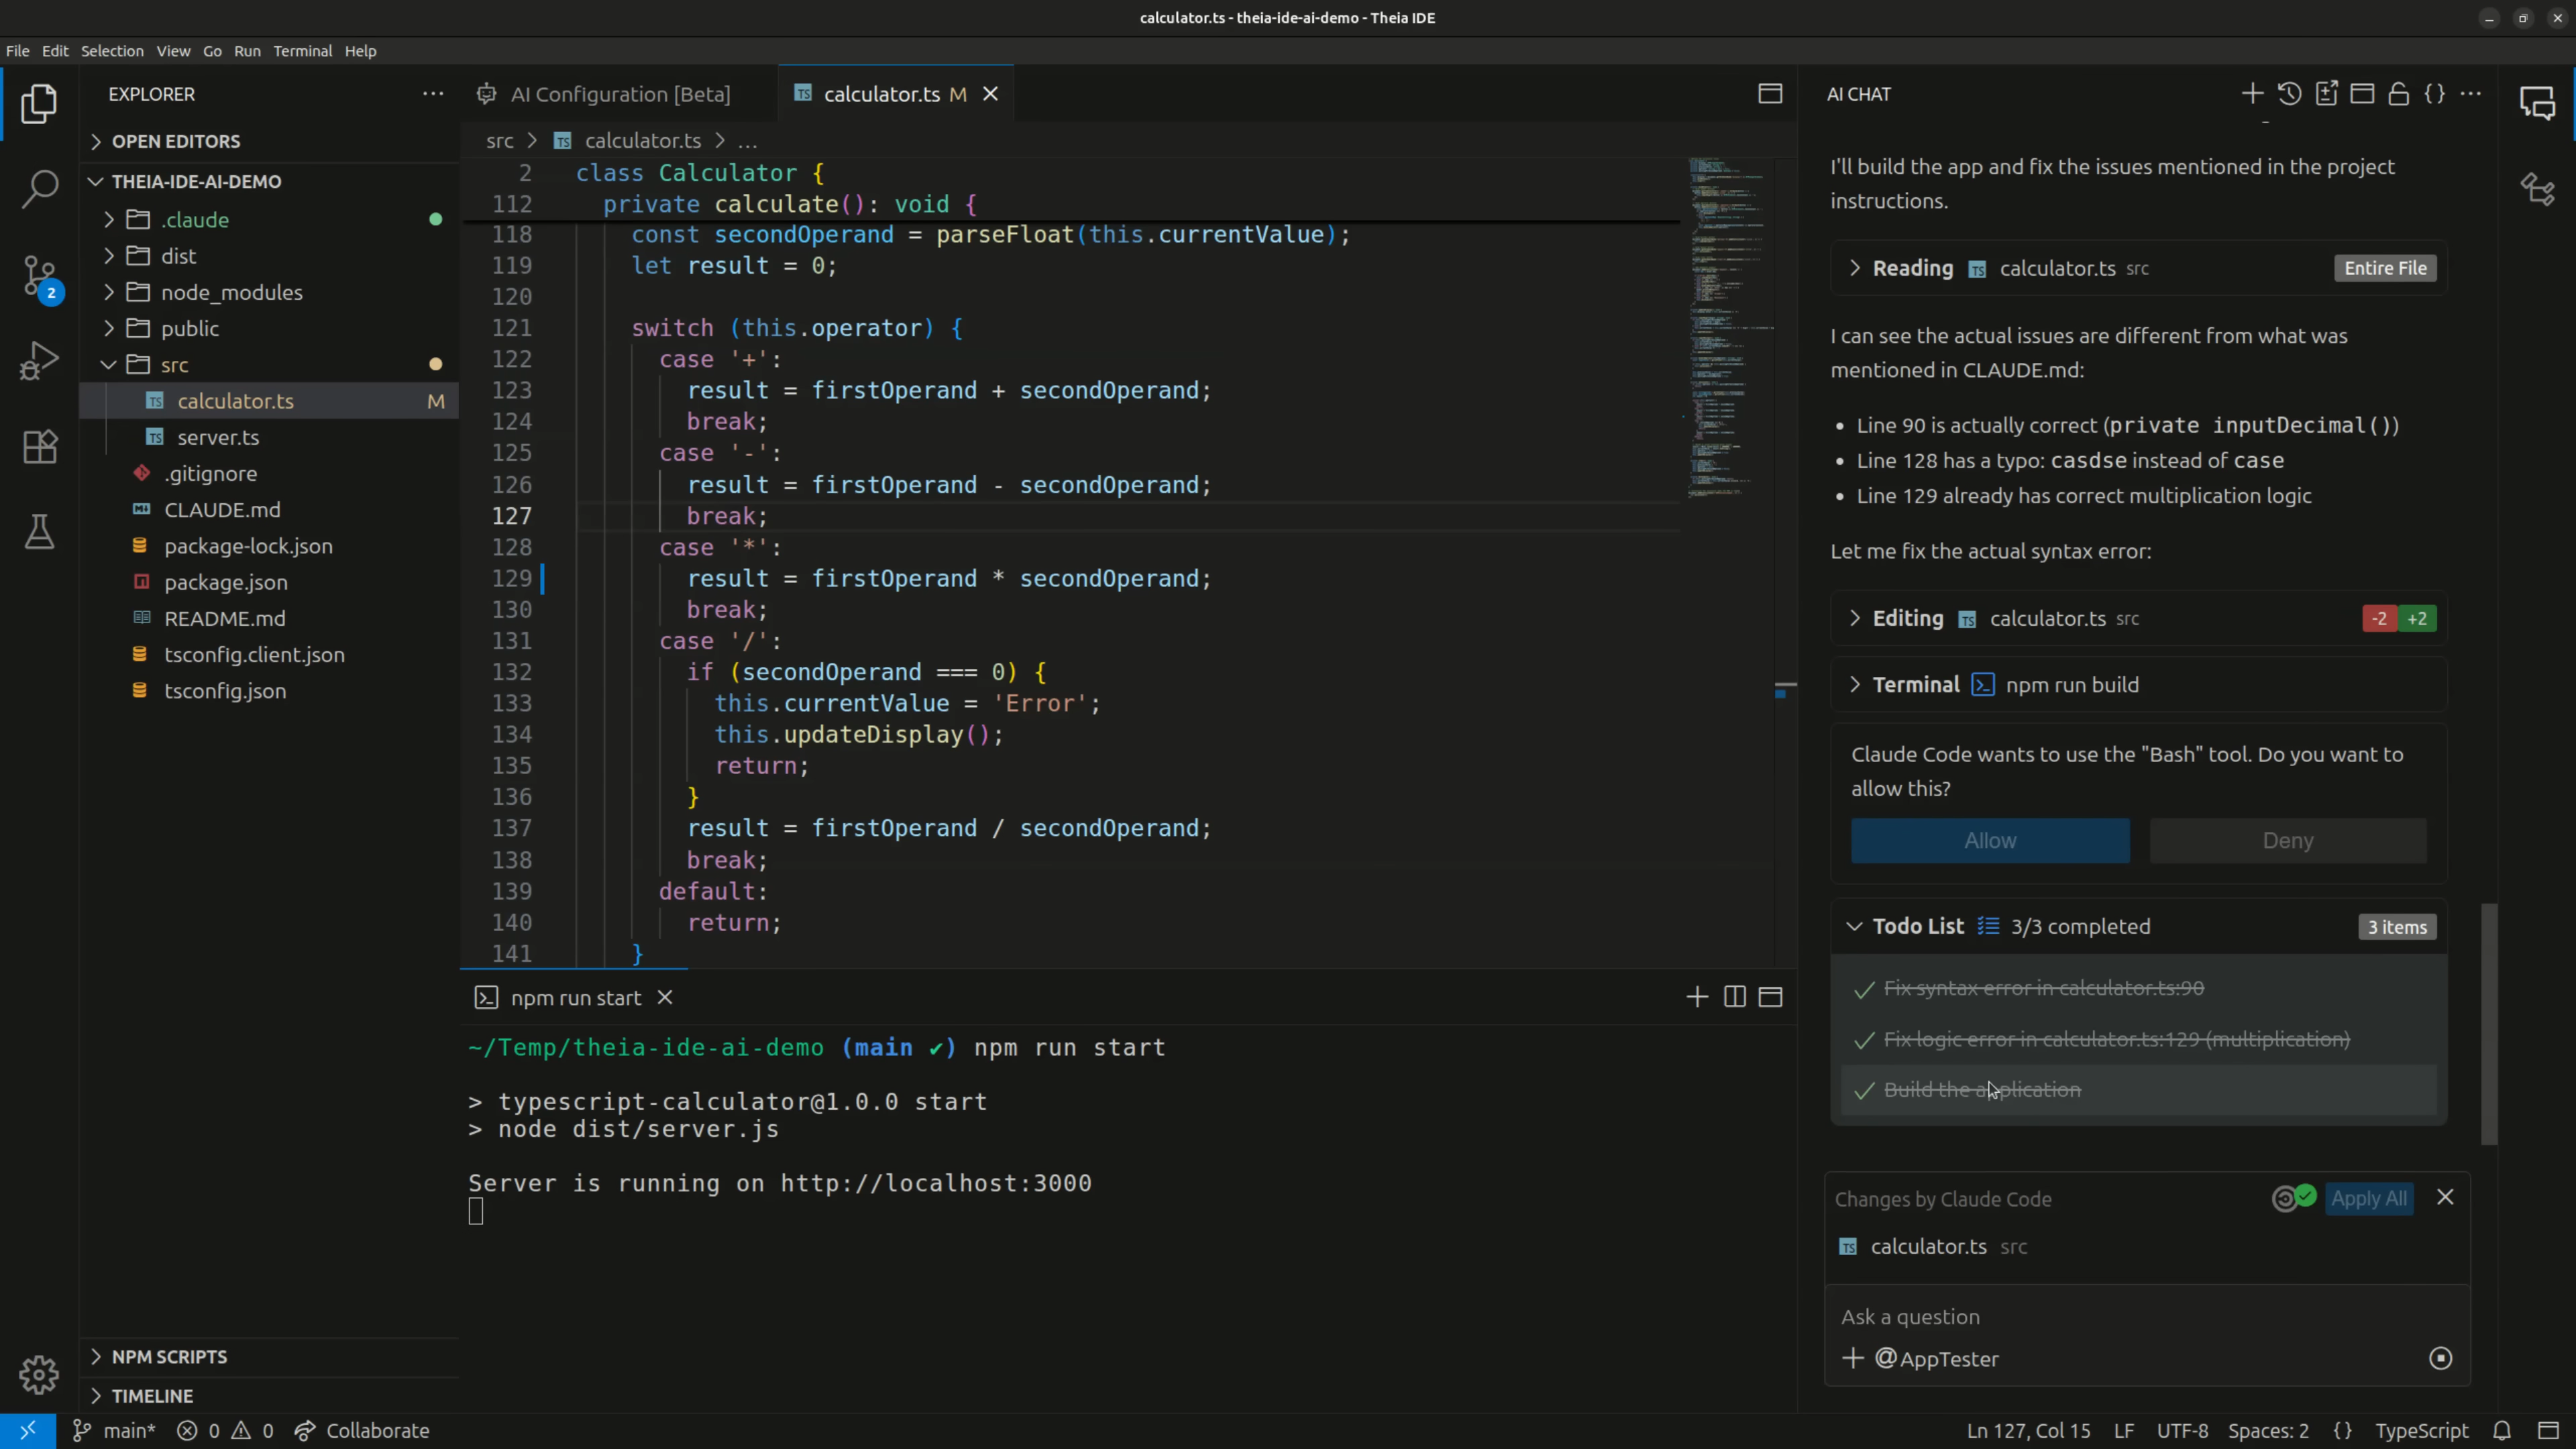 calculator.ts - theia-ide-ai-demo - Theia IDE
File Edit Selection View Go Run Terminal Help
EXPLORER
OPEN EDITORS
THEIA-IDE-AI-DEMO
.claude
dist
node_modules
public
src
calculator.ts M
server.ts
.gitignore
CLAUDE.md
package-lock.json
package.json
README.md
tsconfig.client.json
tsconfig.json
NPM SCRIPTS
TIMELINE
2
AI Configuration [Beta]
TS calculator.ts M
src > TS calculator.ts > ...
2 class Calculator {
112 private calculate(): void {
118 const secondOperand = parseFloat(this.currentValue);
119 let result = 0;
120
121 switch (this.operator) {
122 case '+':
123 result = firstOperand + secondOperand;
124 break;
125 case '-':
126 result = firstOperand - secondOperand;
127 break;
128 case '*':
129 result = firstOperand * secondOperand;
130 break;
131 case '/':
132 if (secondOperand === 0) {
133 this.currentValue = 'Error';
134 this.updateDisplay();
135 return;
136 }
137 result = firstOperand / secondOperand;
138 break;
139 default:
140 return;
141 }
npm run start
~/Temp/theia-ide-ai-demo (main ✔) npm run start
> typescript-calculator@1.0.0 start
> node dist/server.js
Server is running on http://localhost:3000
AI CHAT
I'll build the app and fix the issues mentioned in the project
instructions.
Reading TS calculator.ts src Entire File
I can see the actual issues are different from what was
mentioned in CLAUDE.md:
• Line 90 is actually correct (private inputDecimal())
• Line 128 has a typo: casdse instead of case
• Line 129 already has correct multiplication logic
Let me fix the actual syntax error:
Editing TS calculator.ts src -2 +2
Terminal npm run build
Claude Code wants to use the "Bash" tool. Do you want to
allow this?
Allow Deny
Todo List 3/3 completed 3 items
Fix syntax error in calculator.ts:90
Fix logic error in calculator.ts:129 (multiplication)
Build the application
Changes by Claude Code Apply All
TS calculator.ts src
Ask a question
@AppTester
main* 0 0 Collaborate
Ln 127, Col 15 LF UTF-8 Spaces: 2 {} TypeScript